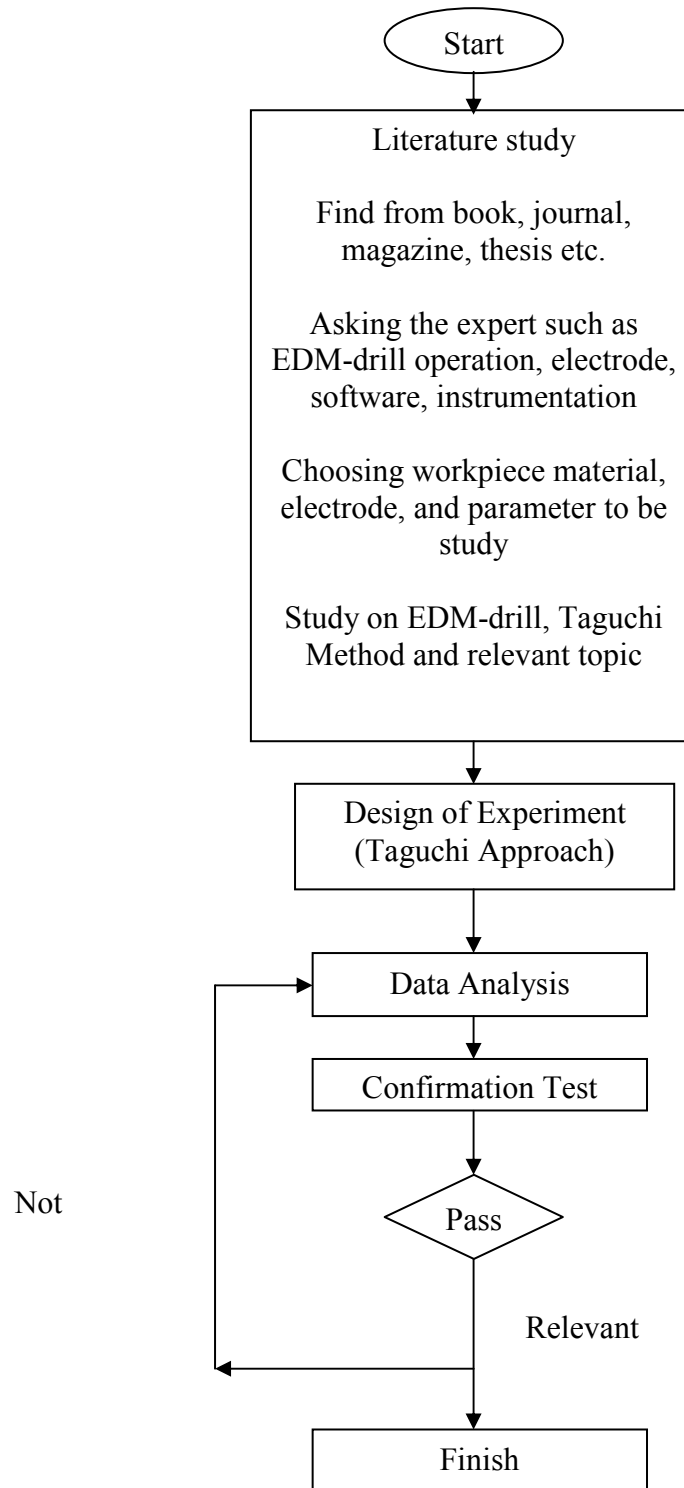 Start
Literature study
Find from book, journal,
magazine, thesis etc.
Asking the expert such as
EDM-drill operation, electrode,
software, instrumentation
Choosing workpiece material,
electrode, and parameter to be
study
Study on EDM-drill, Taguchi
Method and relevant topic
Design of Experiment
(Taguchi Approach)
Data Analysis
Confirmation Test
Not
Pass
Relevant
Finish